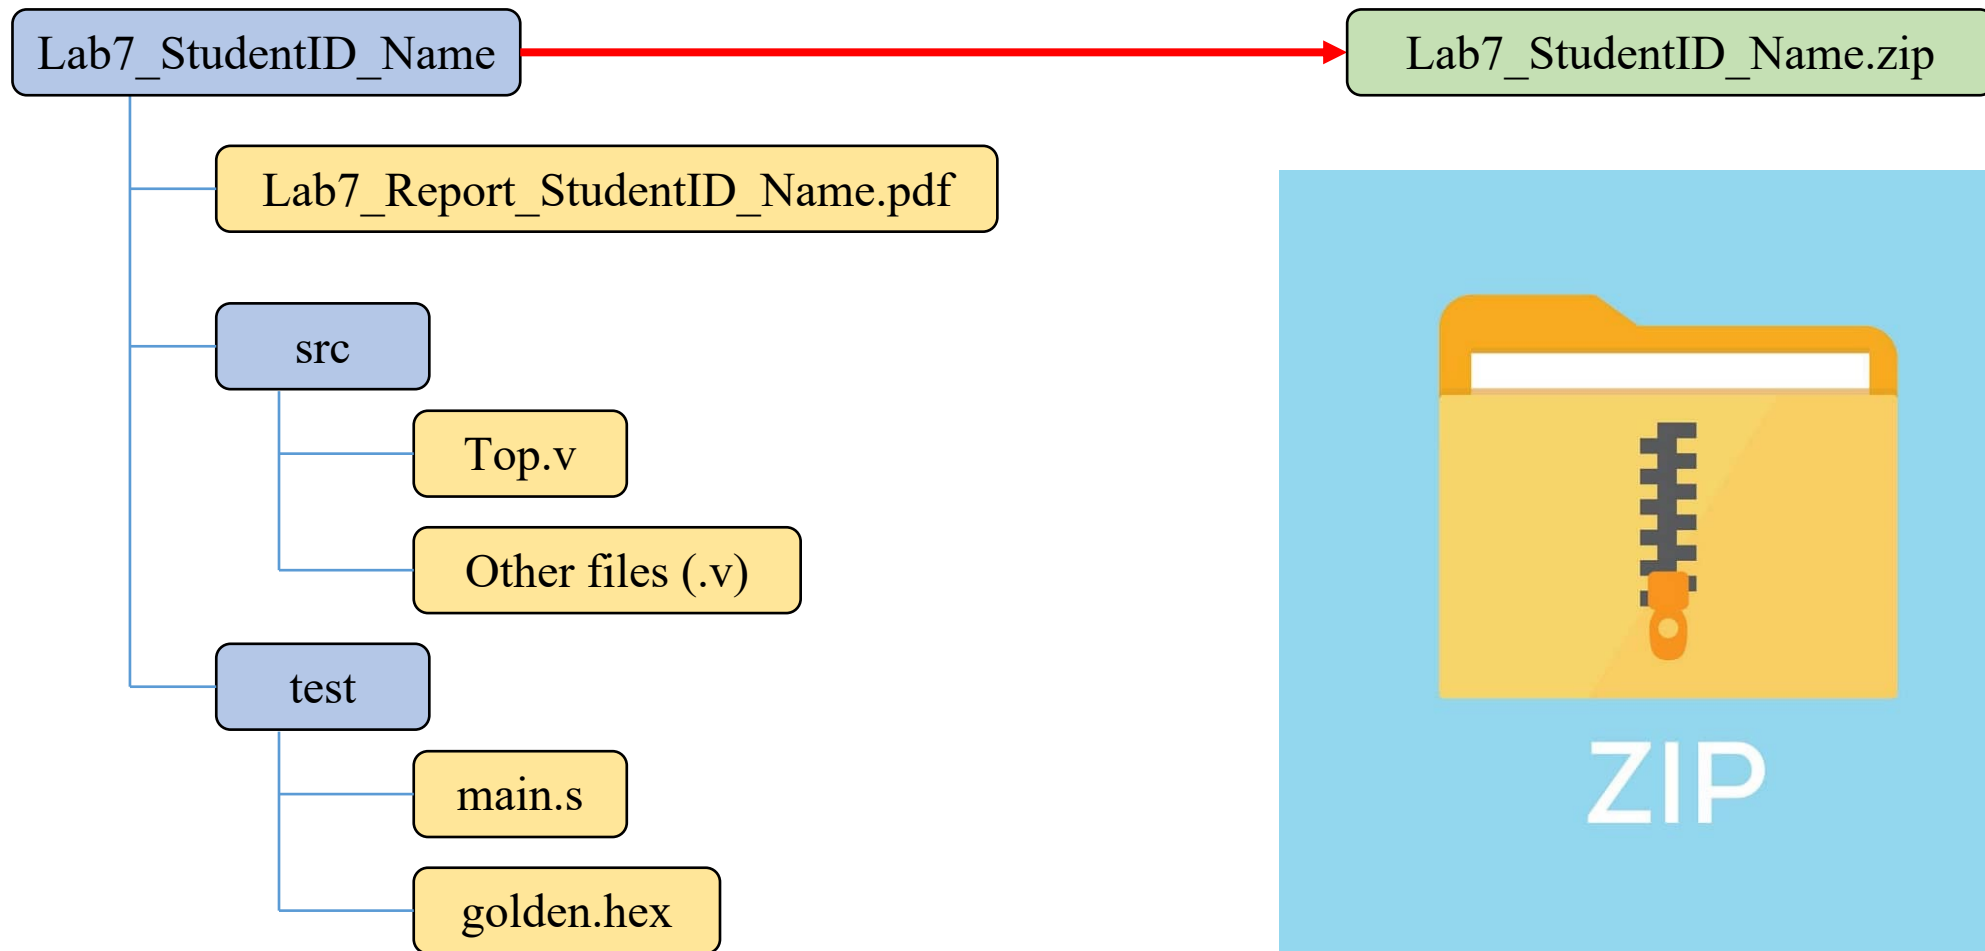 Lab7_StudentID_Name
Lab7_StudentID_Name.zip
Lab7_Report_StudentID_Name.pdf
src
Top.v
Other files (.v)
test
main.s
golden.hex
ZIP